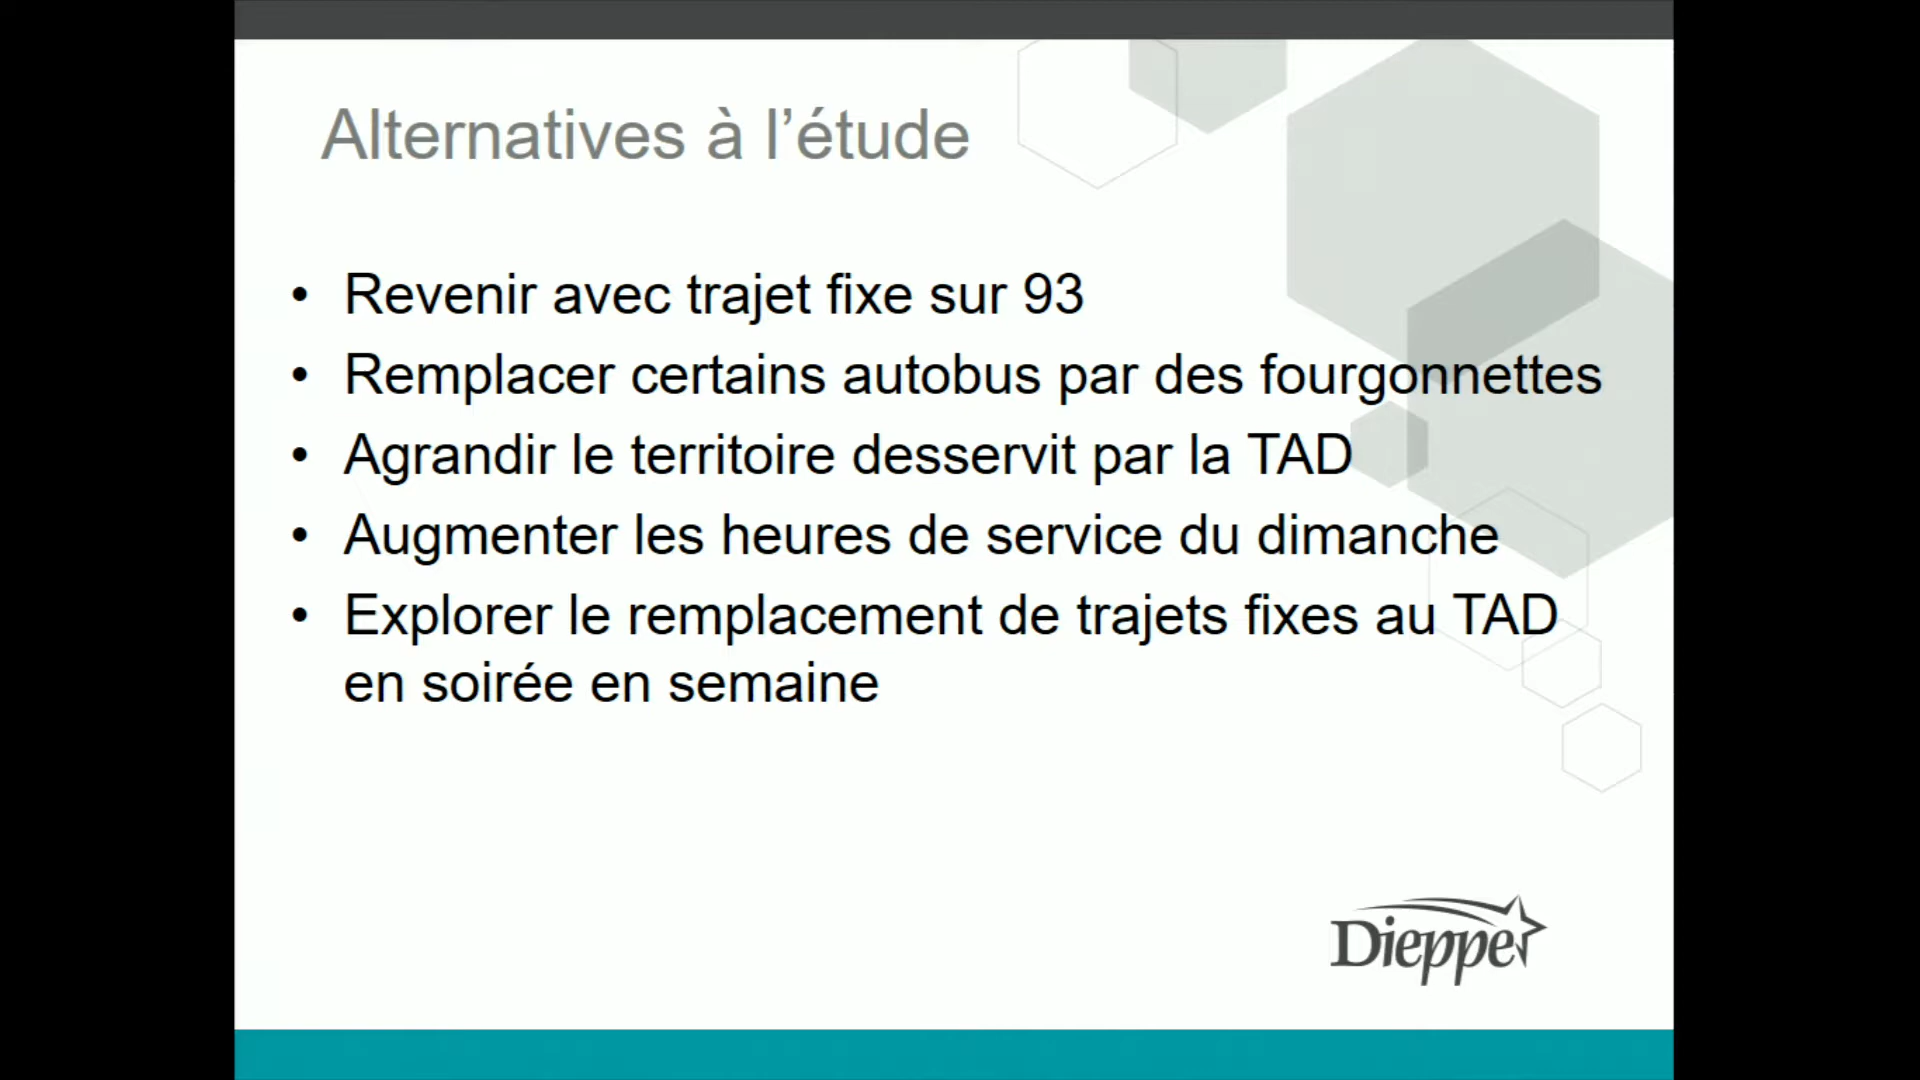 Alternatives à l’étude
• Revenir avec trajet fixe sur 93
• Remplacer certains autobus par des fourgonnettes
• Agrandir le territoire desservit par la TAD
• Augmenter les heures de service du dimanche
• Explorer le remplacement de trajets fixes au TAD
en soirée en semaine
Dieppe